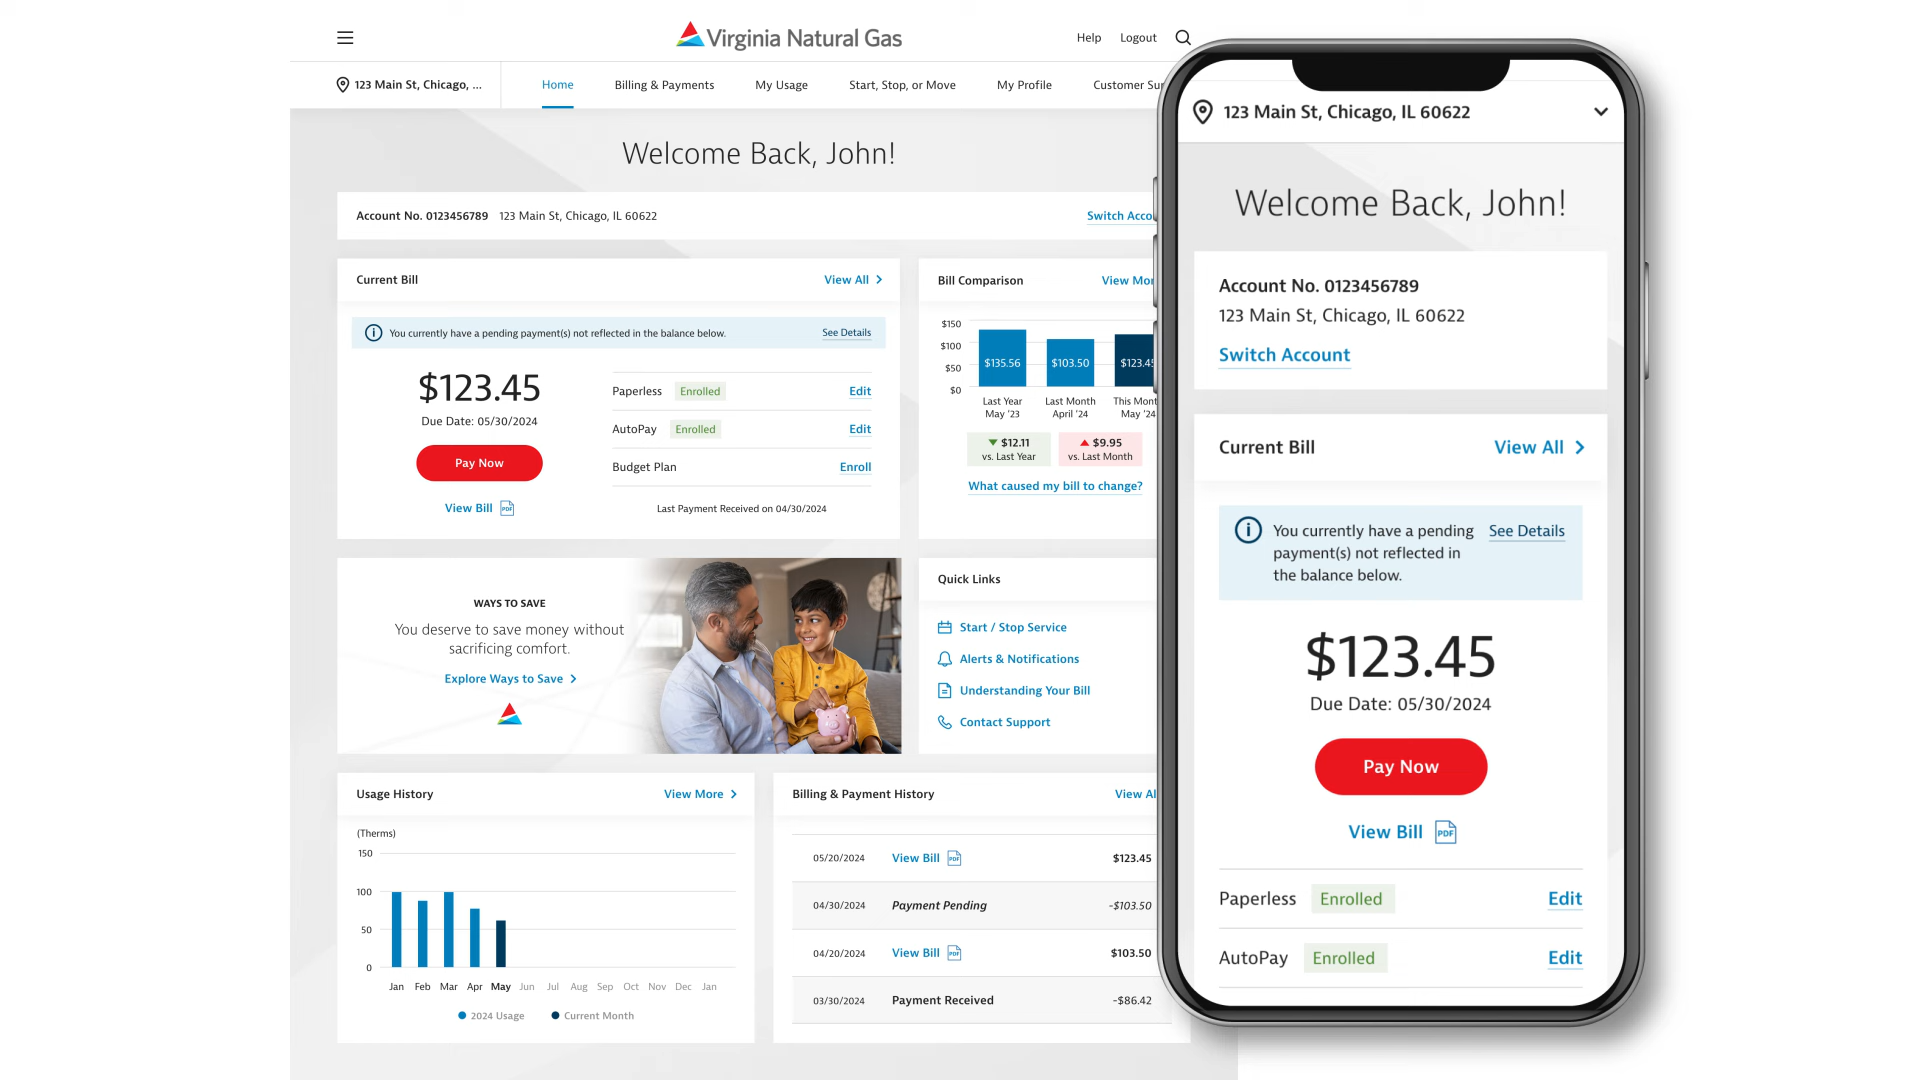 Virginia Natural Gas
Help
Logout
123 Main St, Chicago, ...
Home
Billing & Payments
My Usage
Start, Stop, or Move
My Profile
Customer
Welcome Back, John!
Account No. 0123456789 123 Main St, Chicago, IL 60622
Switch
Current Bill
View All
You currently have a pending payment(s) not reflected in the balance below.
See Details
$123.45
Due Date: 05/30/2024
Pay Now
View Bill PDF
Paperless Enrolled Edit
AutoPay Enrolled Edit
Budget Plan Enroll
Last Payment Received on 04/30/2024
Bill Comparison
View
$150
$100
$50
$0
$135.56
$103.50
$123.45
Last Year
May '23
Last Month
April '24
This
May '24
$12.11
vs. Last Year
$9.95
vs. Last Month
What caused my bill to change?
WAYS TO SAVE
You deserve to save money without
sacrificing comfort.
Explore Ways to Save
Quick Links
Start / Stop Service
Alerts & Notifications
Understanding Your Bill
Contact Support
Usage History
View More
(Therms)
150
100
50
0
Jan Feb Mar Apr May Jun Jul Aug Sep Oct Nov Dec Jan
2024 Usage
Current Month
Billing & Payment History
View
05/20/2024 View Bill PDF $123.45
04/30/2024 Payment Pending -$103.50
04/20/2024 View Bill PDF $103.50
03/30/2024 Payment Received -$86.42
123 Main St, Chicago, IL 60622
Welcome Back, John!
Account No. 0123456789
123 Main St, Chicago, IL 60622
Switch Account
Current Bill
View All
You currently have a pending
payment(s) not reflected in
the balance below.
See Details
$123.45
Due Date: 05/30/2024
Pay Now
View Bill PDF
Paperless Enrolled Edit
AutoPay Enrolled Edit